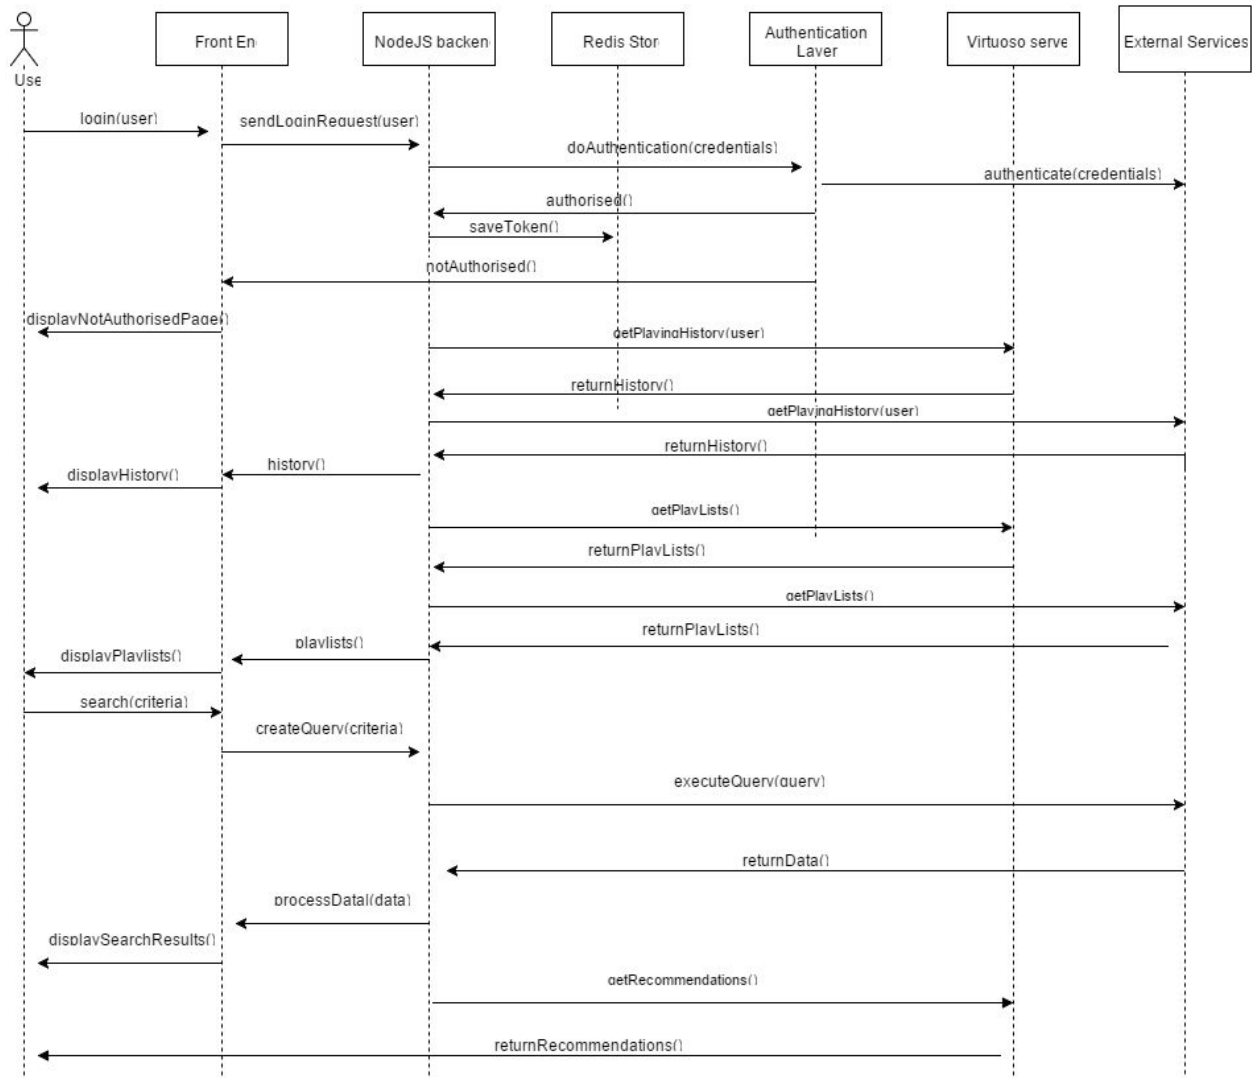 Front En
NodeJS backen
Redis Stor
Authentication
Layer
Virtuoso serve
External Services
Use
login(user)
sendLoginRequest(user)
doAuthentication(credentials)
authenticate(credentials)
authorised()
saveToken()
notAuthorised()
displayNotAuthorisedPage()
getPlayingHistory(user)
returnHistory()
getPlayingHistory(user)
returnHistory()
history()
displayHistory()
getPlayLists()
returnPlayLists()
getPlayLists()
returnPlayLists()
playlists()
displayPlaylists()
search(criteria)
createQuery(criteria)
executeQuery(query)
returnData()
processDatal(data)
displaySearchResults()
getRecommendations()
returnRecommendations()